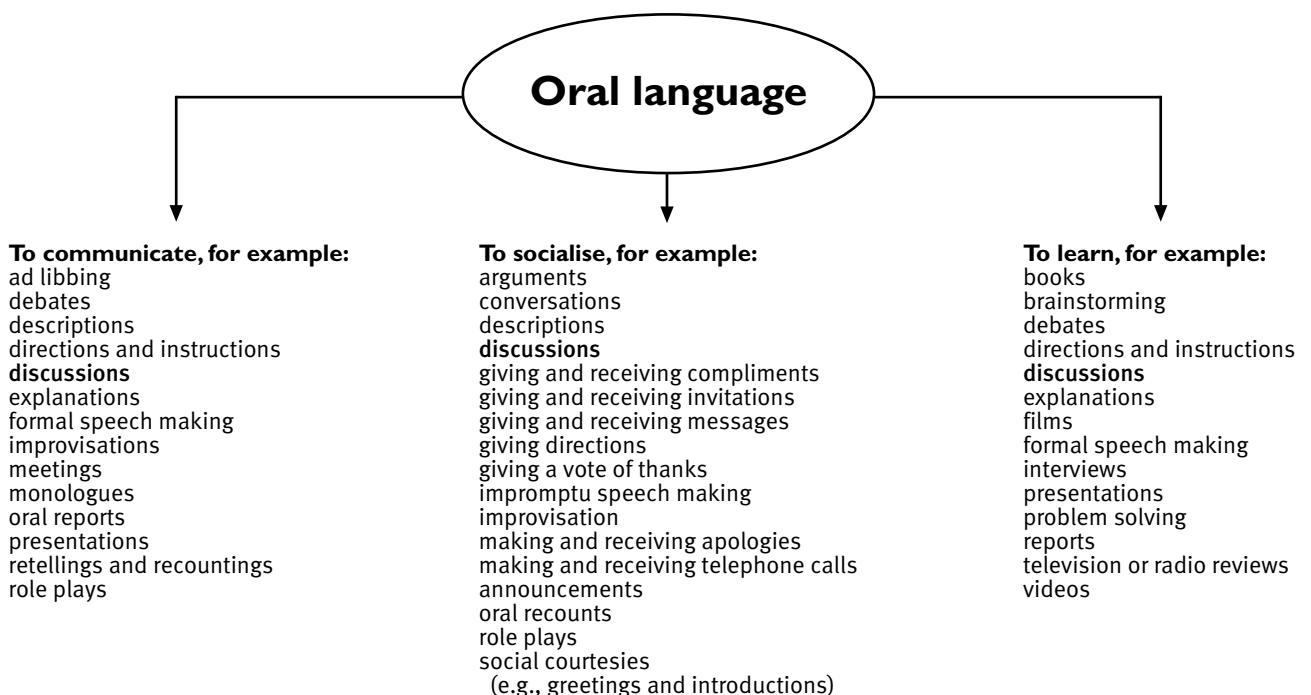 Oral language
To communicate, for example:
ad libbing
debates
descriptions
directions and instructions
discussions
explanations
formal speech making
improvisations
meetings
monologues
oral reports
presentations
retellings and recountings
role plays
To socialise, for example:
arguments
conversations
descriptions
discussions
giving and receiving compliments
giving and receiving invitations
giving and receiving messages
giving directions
giving a vote of thanks
impromptu speech making
improvisation
making and receiving apologies
making and receiving telephone calls
announcements
oral recounts
role plays
social courtesies
(e.g., greetings and introductions)
To learn, for example:
books
brainstorming
debates
directions and instructions
discussions
explanations
films
formal speech making
interviews
presentations
problem solving
reports
television or radio reviews
videos